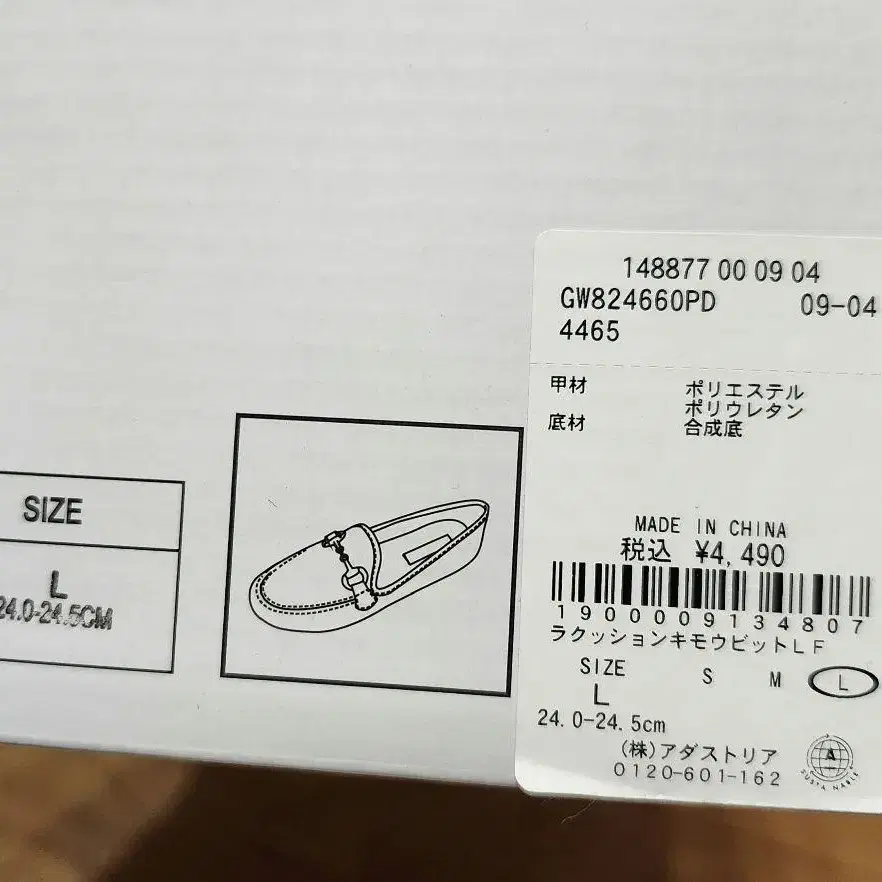 SIZE
L
24.0-24.5CM
148877 00 09 04
GW824660PD 09-04
4465
甲材 ポリエステル
ポリウレタン
底材 合成底
MADE IN CHINA
税込 ¥4,490
1900009134807
ラクッションキモウビットLF
SIZE S M L
L
24.0-24.5cm
(株)アダストリア
0120-601-162